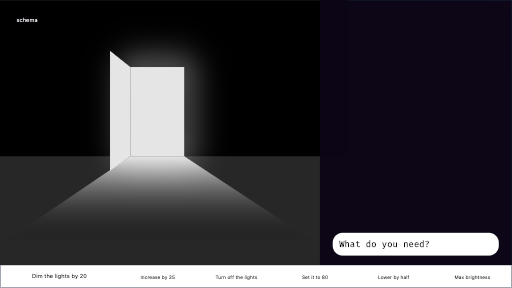 schema
What do you need?
Dim the lights by 20
Increase by 25
Turn off the lights
Set it to 80
Lower by half
Max brightness